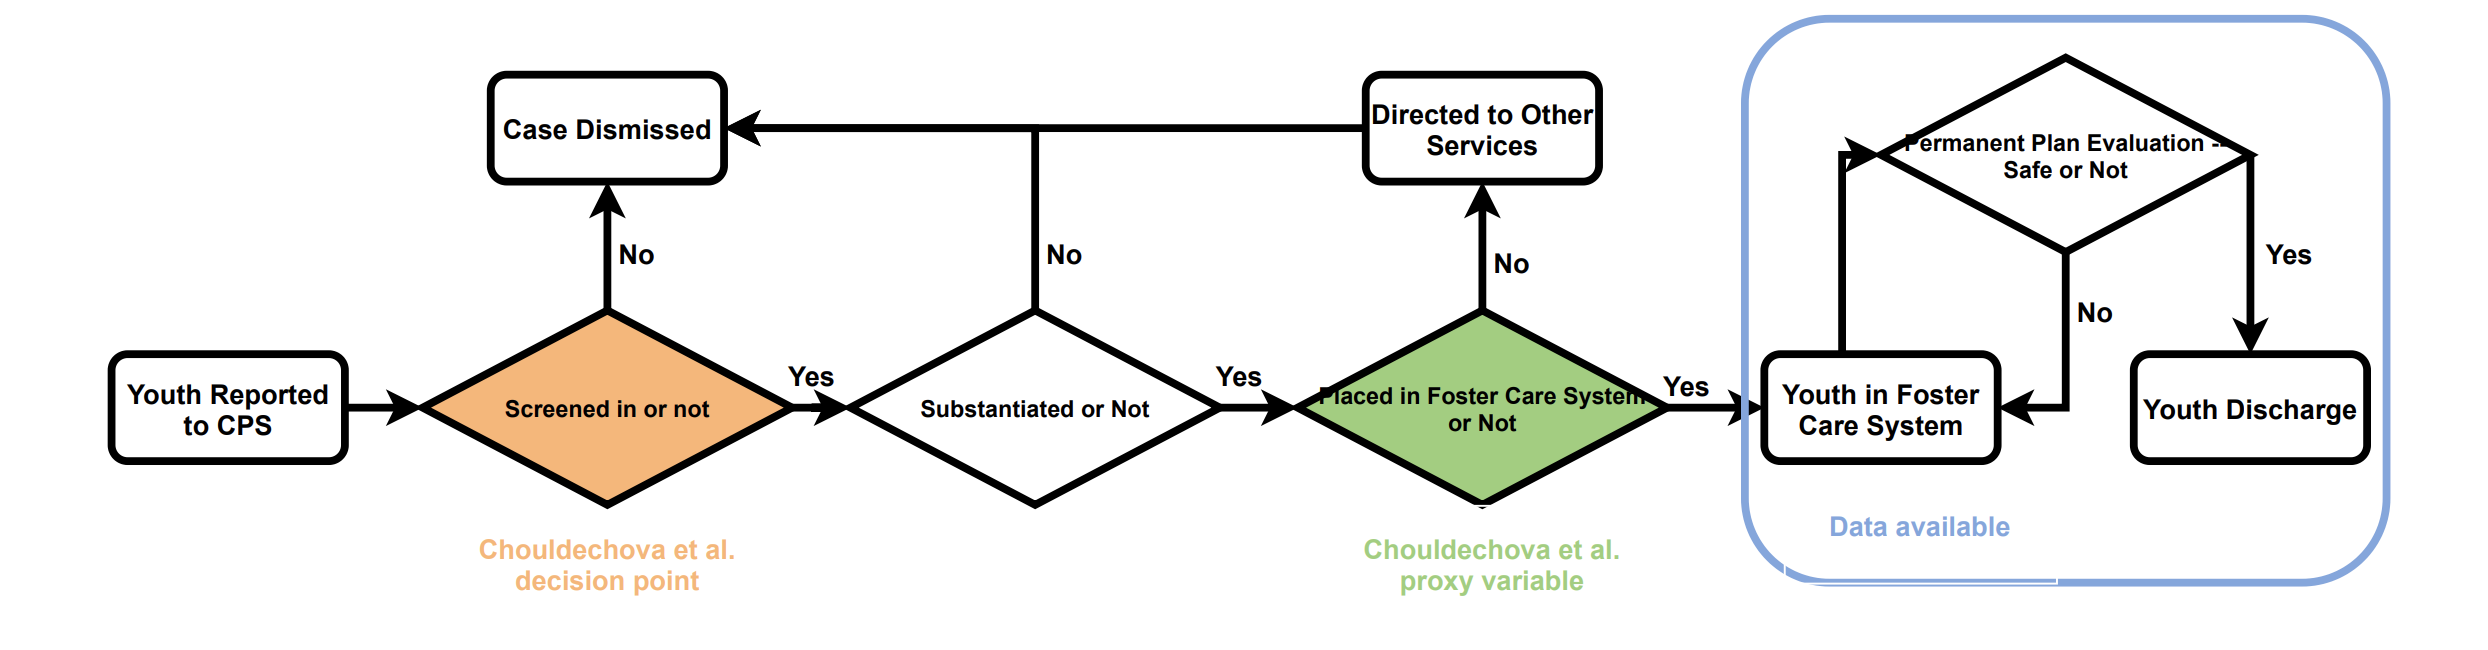 Case Dismissed
Directed to Other
Services
Permanent Plan Evaluation --
Safe or Not
No
No
No
Yes
No
Youth Reported
to CPS
Screened in or not
Yes
Substantiated or Not
Yes
Placed in Foster Care System
or Not
Yes
Youth in Foster
Care System
Youth Discharge
Data available
Chouldechova et al.
decision point
Chouldechova et al.
proxy variable